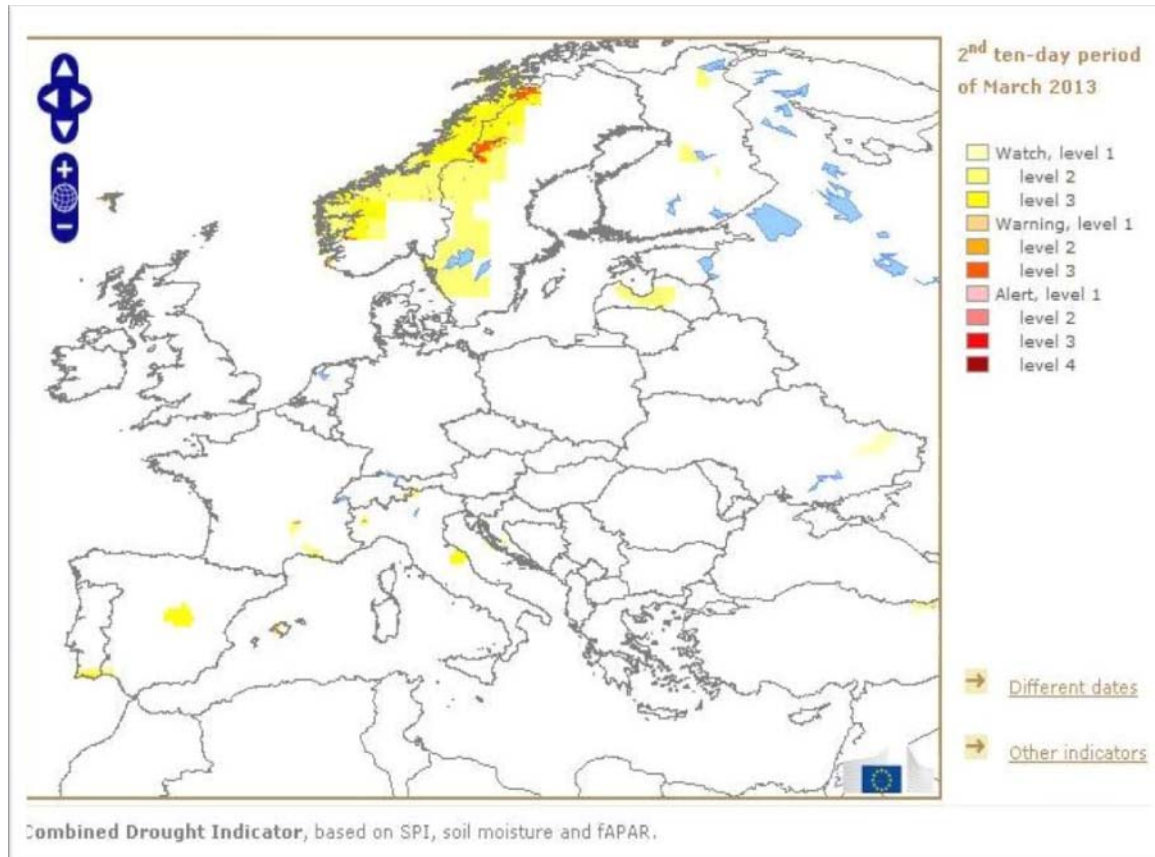 2nd ten-day period
of March 2013
Watch, level 1
level 2
level 3
Warning, level 1
level 2
level 3
Alert, level 1
level 2
level 3
level 4
Different dates
Other indicators
Combined Drought Indicator, based on SPI, soil moisture and fAPAR.